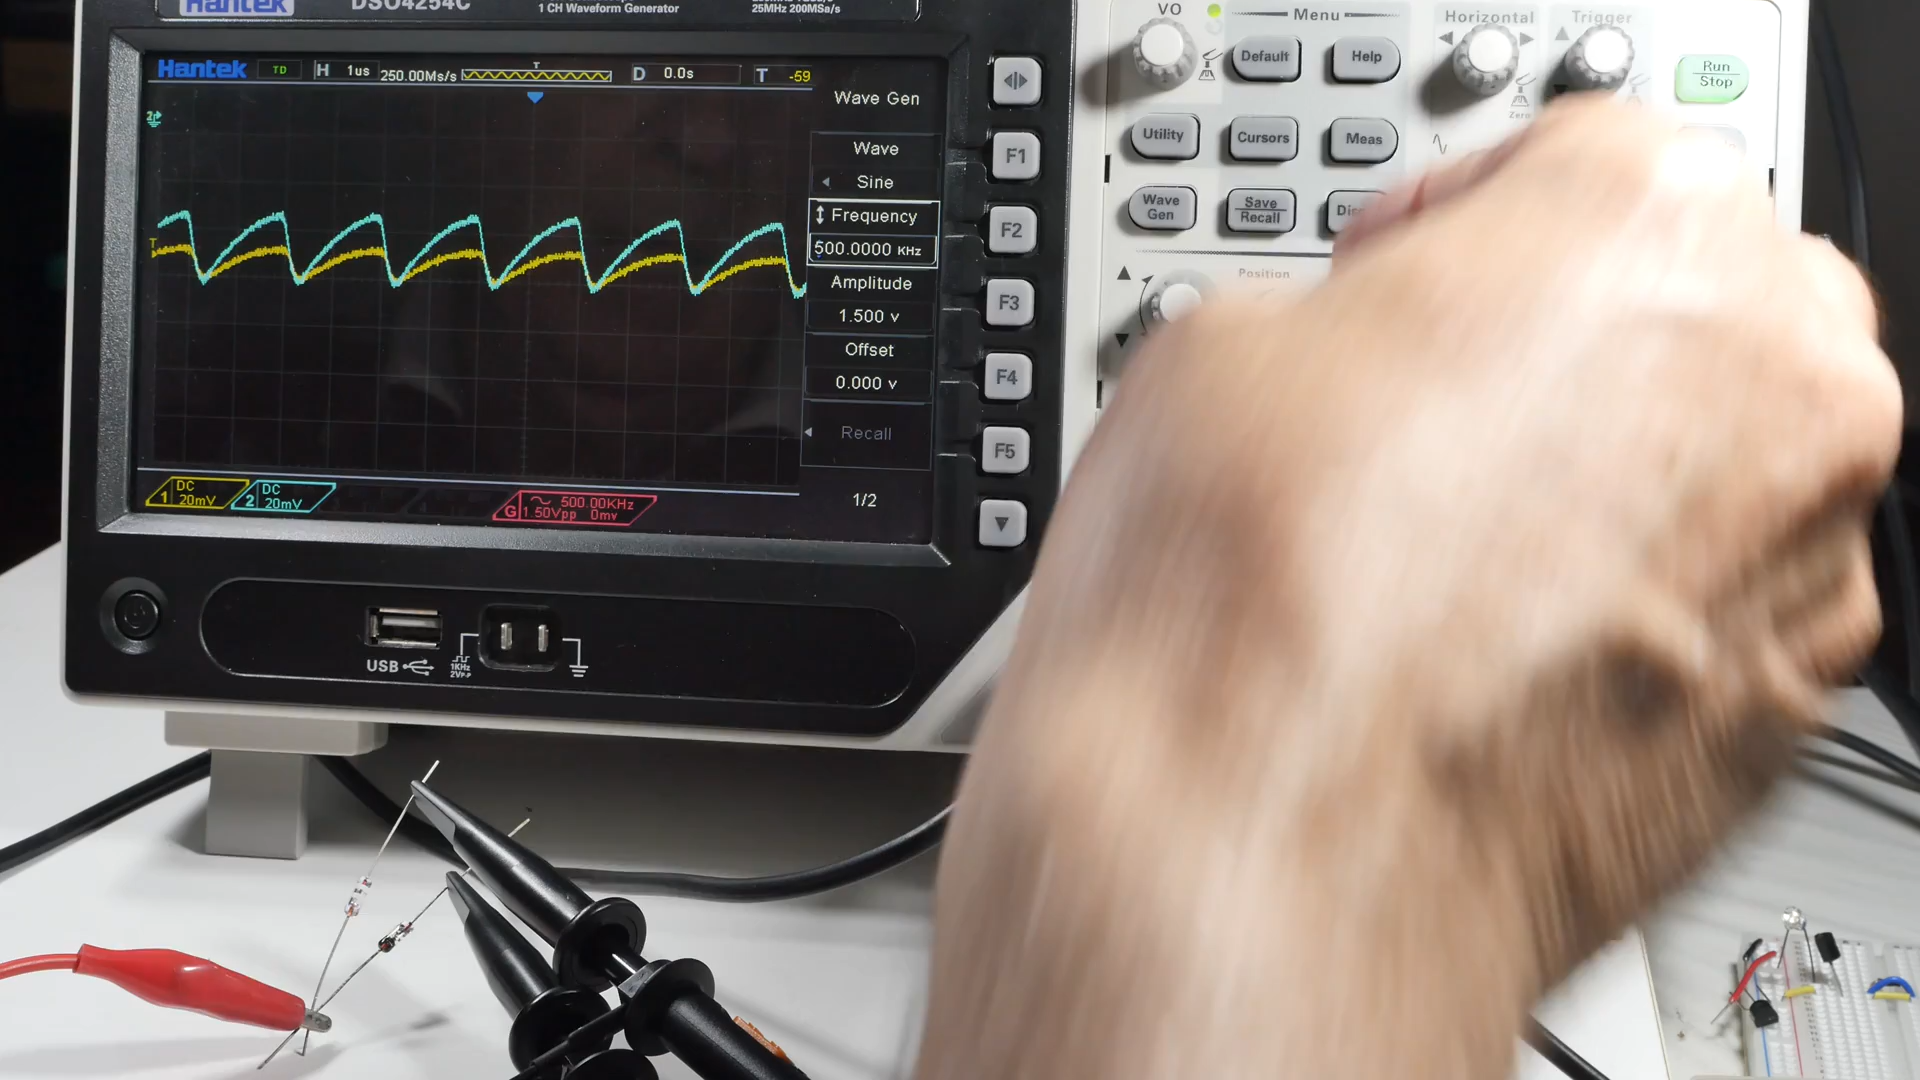 Hantek DSO4254C
1 CH Waveform Generator
25MHz 200MSa/s
Hantek TD H 1us 250.00Ms/s T D 0.0s T -59
Wave Gen
Wave
Sine
Frequency
500.0000 KHz
Amplitude
1.500 v
Offset
0.000 v
Recall
1/2
T
1 DC 20mV
2 DC 20mV
G 500.00KHz
1.50Vpp 0mv
F1
F2
F3
F4
F5
VO
Menu
Default
Help
Utility
Cursors
Meas
Wave Gen
Save Recall
Horizontal
Trigger
Run Stop
Zero
Position
USB
1KHz
2Vp-p